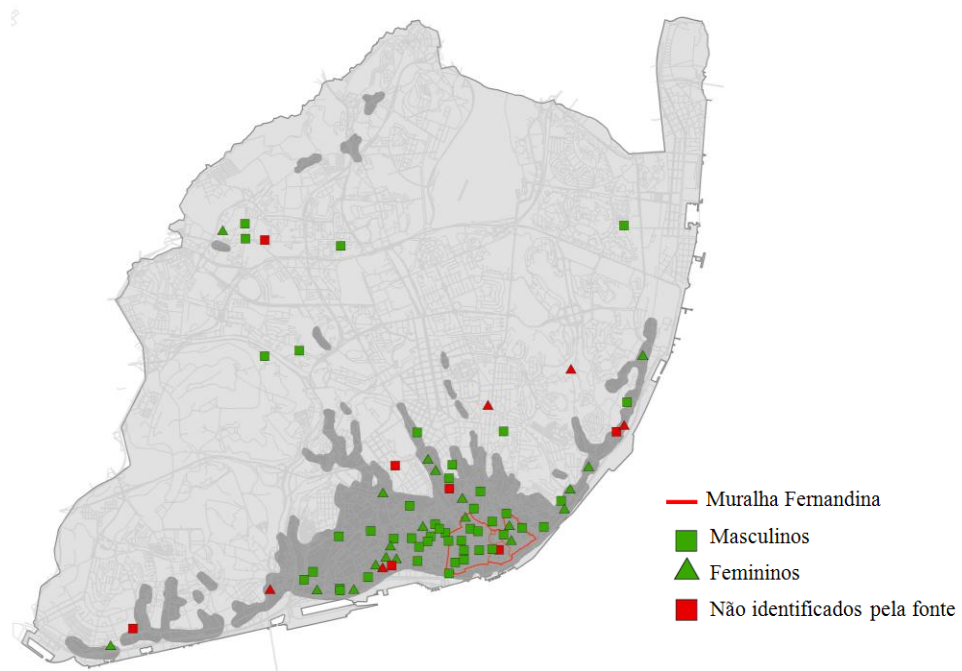 Muralha Fernandina
Masculinos
Femininos
Não identificados pela fonte